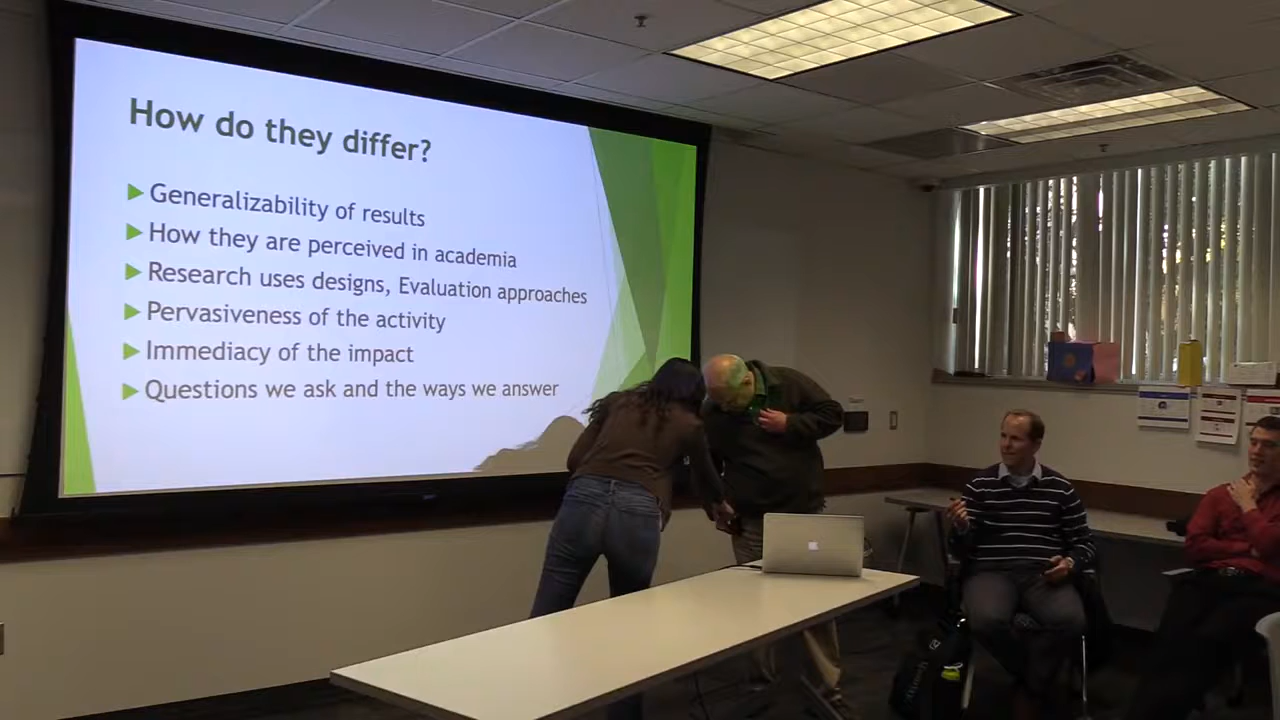 How do they differ?
Generalizability of results
How they are perceived in academia
Research uses designs, Evaluation approaches
Pervasiveness of the activity
Immediacy of the impact
Questions we ask and the ways we answer